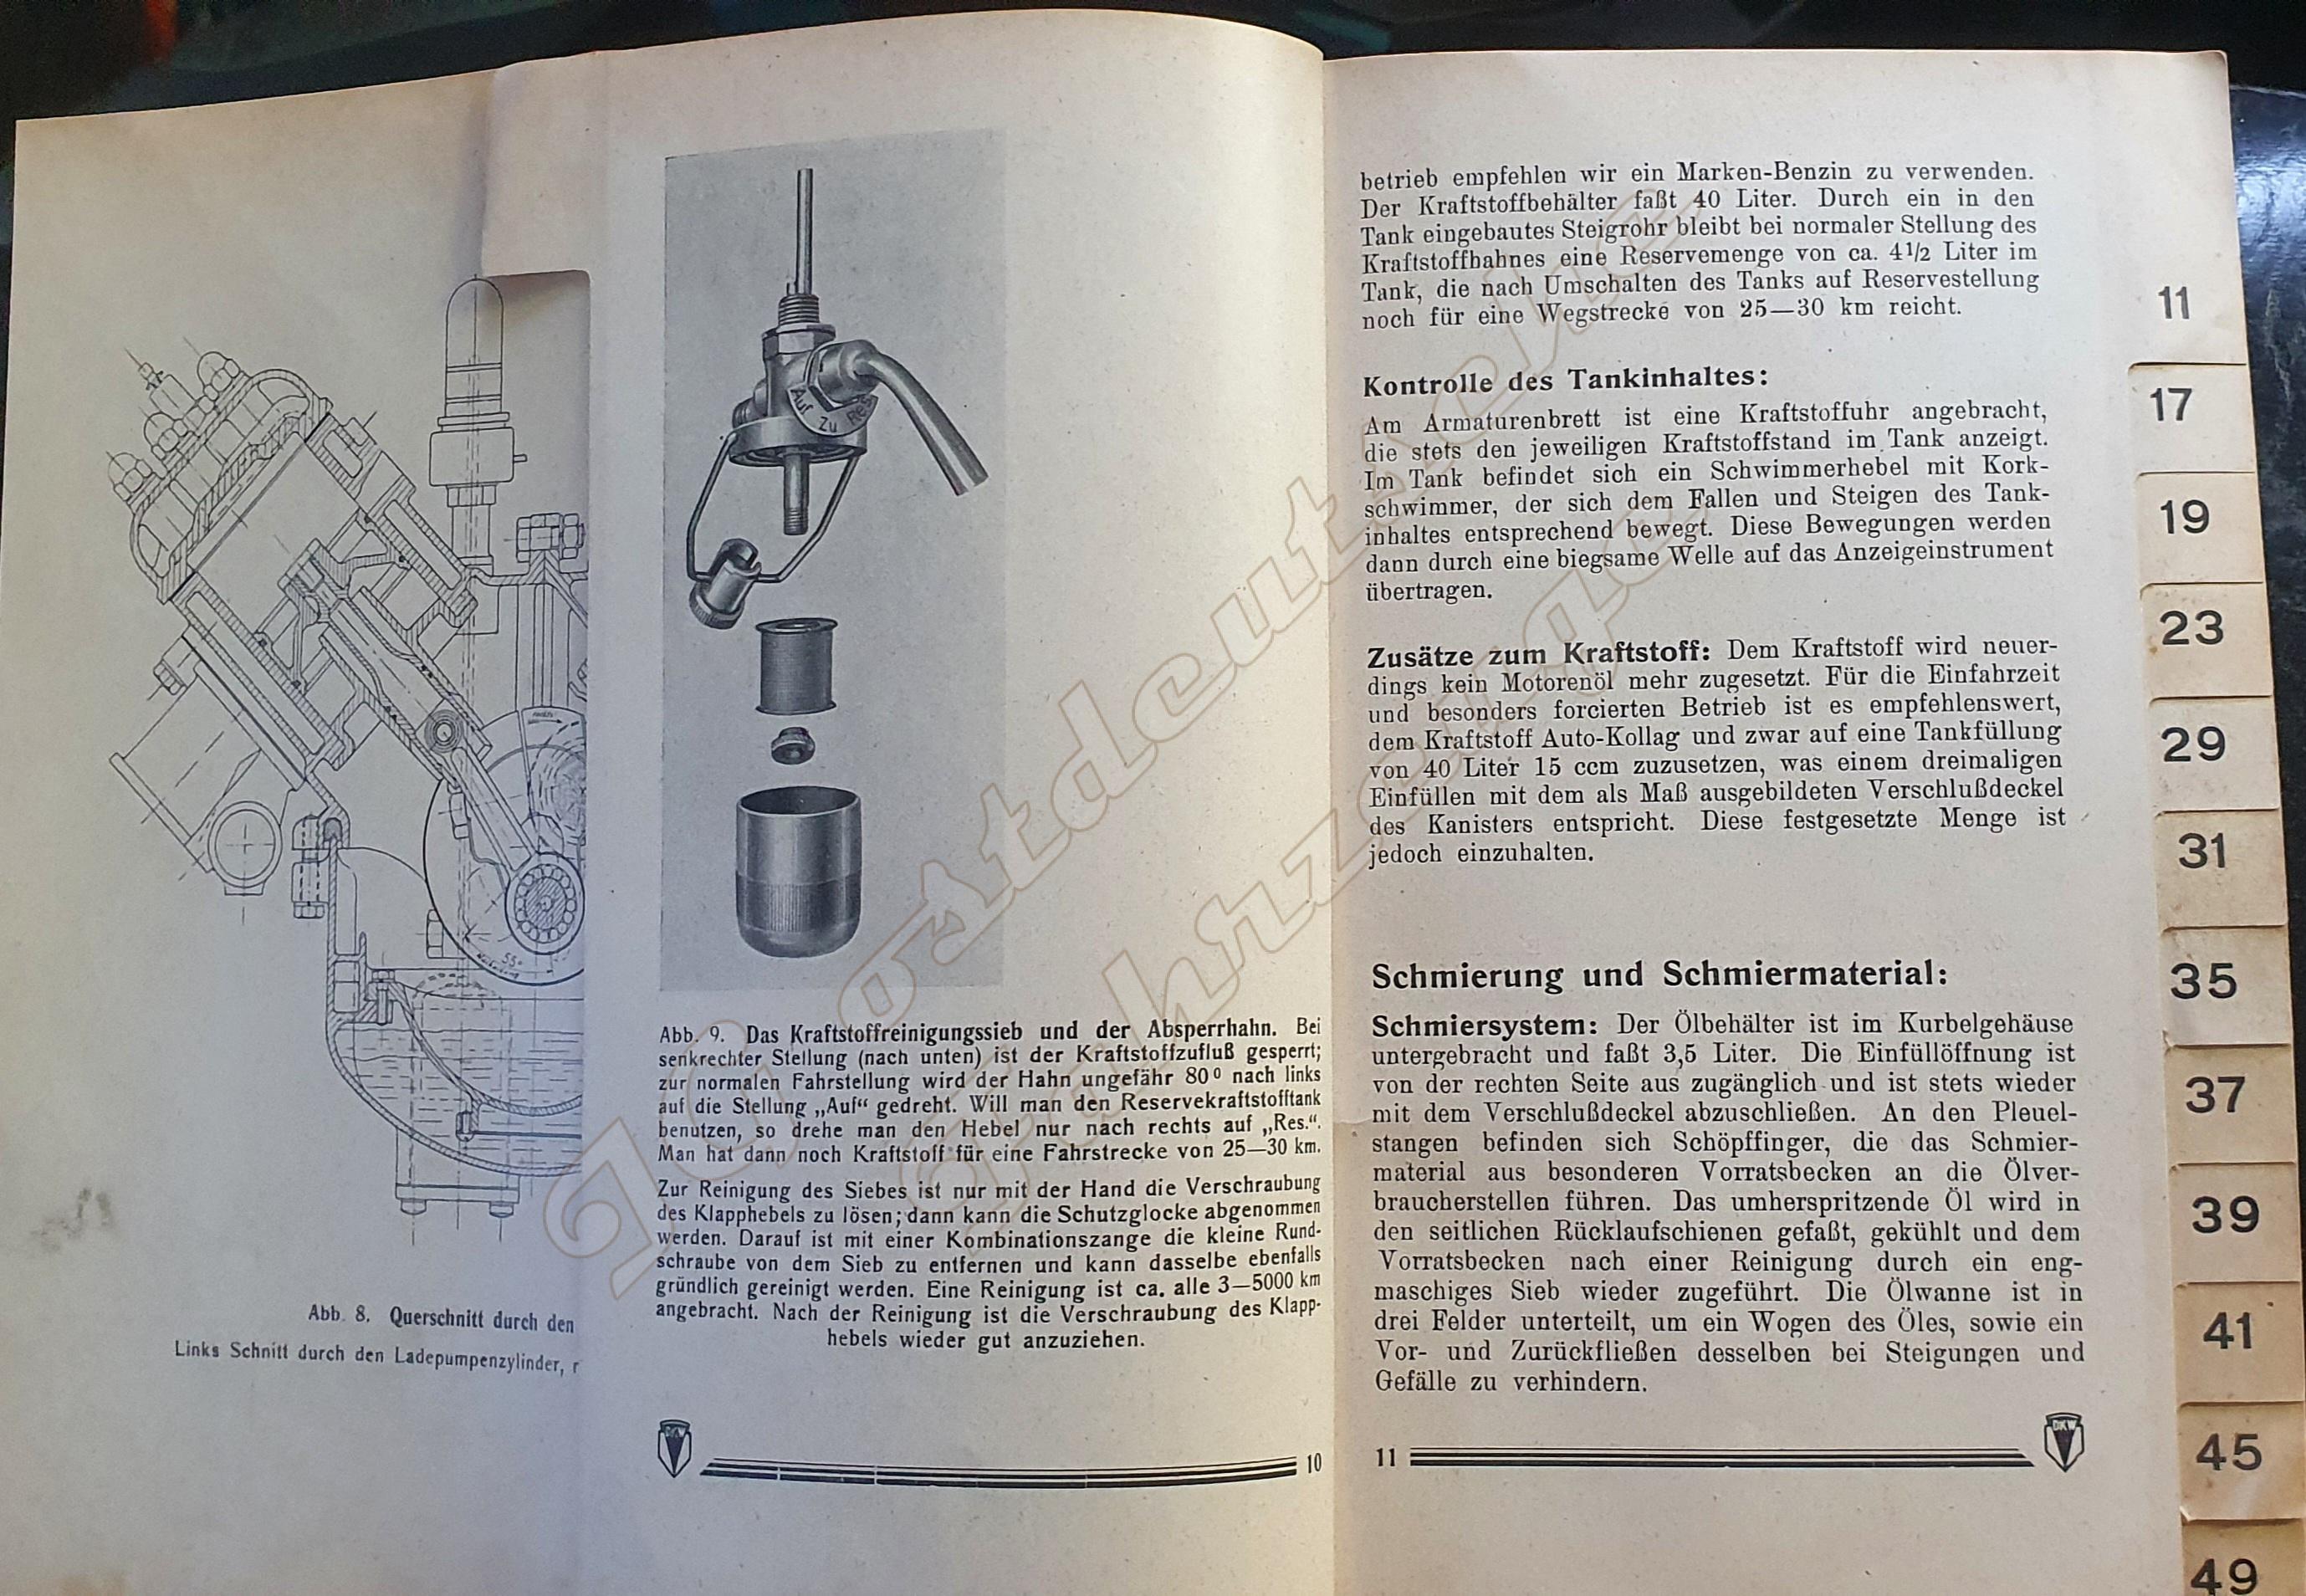 Abb. 8. Querschnitt durch den
Links Schnitt durch den Ladepumpenzylinder, r
55°
Auf Zu Res
Abb. 9. Das Kraftstoffreinigungssieb und der Absperrhahn. Bei
senkrechter Stellung (nach unten) ist der Kraftstoffzufluß gesperrt;
zur normalen Fahrstellung wird der Hahn ungefähr 80° nach links
auf die Stellung „Auf“ gedreht. Will man den Reservekraftstofftank
benutzen, so drehe man den Hebel nur nach rechts auf „Res.“.
Man hat dann noch Kraftstoff für eine Fahrstrecke von 25—30 km.
Zur Reinigung des Siebes ist nur mit der Hand die Verschraubung
des Klapphebels zu lösen; dann kann die Schutzglocke abgenommen
werden. Darauf ist mit einer Kombinationszange die kleine Rund-
schraube von dem Sieb zu entfernen und kann dasselbe ebenfalls
gründlich gereinigt werden. Eine Reinigung ist ca. alle 3—5000 km
angebracht. Nach der Reinigung ist die Verschraubung des Klapp-
hebels wieder gut anzuziehen.
DKW
10
betrieb empfehlen wir ein Marken-Benzin zu verwenden.
Der Kraftstoffbehälter faßt 40 Liter. Durch ein in den
Tank eingebautes Steigrohr bleibt bei normaler Stellung des
Kraftstoffhahnes eine Reservemenge von ca. 4½ Liter im
Tank, die nach Umschalten des Tanks auf Reservestellung
noch für eine Wegstrecke von 25—30 km reicht.
Kontrolle des Tankinhaltes:
Am Armaturenbrett ist eine Kraftstoffuhr angebracht,
die stets den jeweiligen Kraftstoffstand im Tank anzeigt.
Im Tank befindet sich ein Schwimmerhebel mit Kork-
schwimmer, der sich dem Fallen und Steigen des Tank-
inhaltes entsprechend bewegt. Diese Bewegungen werden
dann durch eine biegsame Welle auf das Anzeigeinstrument
übertragen.
Zusätze zum Kraftstoff: Dem Kraftstoff wird neuer-
dings kein Motorenöl mehr zugesetzt. Für die Einfahrzeit
und besonders forcierten Betrieb ist es empfehlenswert,
dem Kraftstoff Auto-Kollag und zwar auf eine Tankfüllung
von 40 Liter 15 ccm zuzusetzen, was einem dreimaligen
Einfüllen mit dem als Maß ausgebildeten Verschlußdeckel
des Kanisters entspricht. Diese festgesetzte Menge ist
jedoch einzuhalten.
Schmierung und Schmiermaterial:
Schmiersystem: Der Ölbehälter ist im Kurbelgehäuse
untergebracht und faßt 3,5 Liter. Die Einfüllöffnung ist
von der rechten Seite aus zugänglich und ist stets wieder
mit dem Verschlußdeckel abzuschließen. An den Pleuel-
stangen befinden sich Schöpffinger, die das Schmier-
material aus besonderen Vorratsbecken an die Ölver-
braucherstellen führen. Das umherspritzende Öl wird in
den seitlichen Rücklaufschienen gefaßt, gekühlt und dem
Vorratsbecken nach einer Reinigung durch ein eng-
maschiges Sieb wieder zugeführt. Die Ölwanne ist in
drei Felder unterteilt, um ein Wogen des Öles, sowie ein
Vor- und Zurückfließen desselben bei Steigungen und
Gefälle zu verhindern.
11
DKW
11
17
19
23
29
31
35
37
39
41
45
49
ostdeutsche
Fahrzeuge